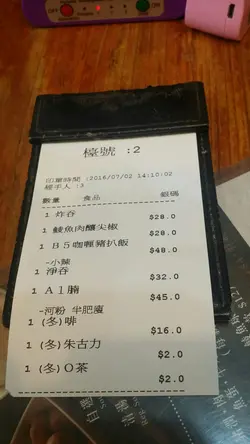 檯號 :2
印單時間 :2016/07/02 14:10:02
經手人 :3
數量 食品 銀碼
1 炸吞 $28.0
1 鯪魚肉釀尖椒 $28.0
1 B5咖喱豬扒飯 $48.0
-小辣
1 淨吞 $32.0
1 A1腩 $45.0
-河粉 半肥廋
1 (冬)啡 $16.0
1 (冬)朱古力 $2.0
1 (冬)O茶 $2.0